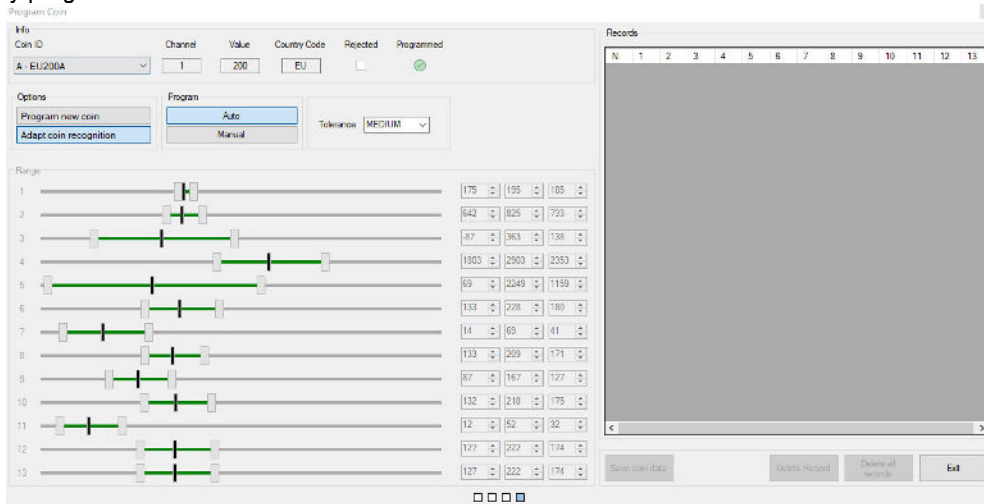 Program Coin
Info
Coin ID Channel Value Country Code Rejected Programmed
A - EU200A 1 200 EU
Options
Program new coin
Adapt coin recognition
Program
Auto
Manual
Tolerance MEDIUM
Range
1 175 195 185
2 642 825 733
3 -87 363 138
4 1803 2903 2353
5 69 2249 1159
6 133 228 180
7 14 69 41
8 133 209 171
9 87 167 127
10 132 218 175
11 12 52 32
12 127 222 174
13 127 222 174
Records
N 1 2 3 4 5 6 7 8 9 10 11 12 13
Save coin data
Delete Record
Delete all
records
Exit